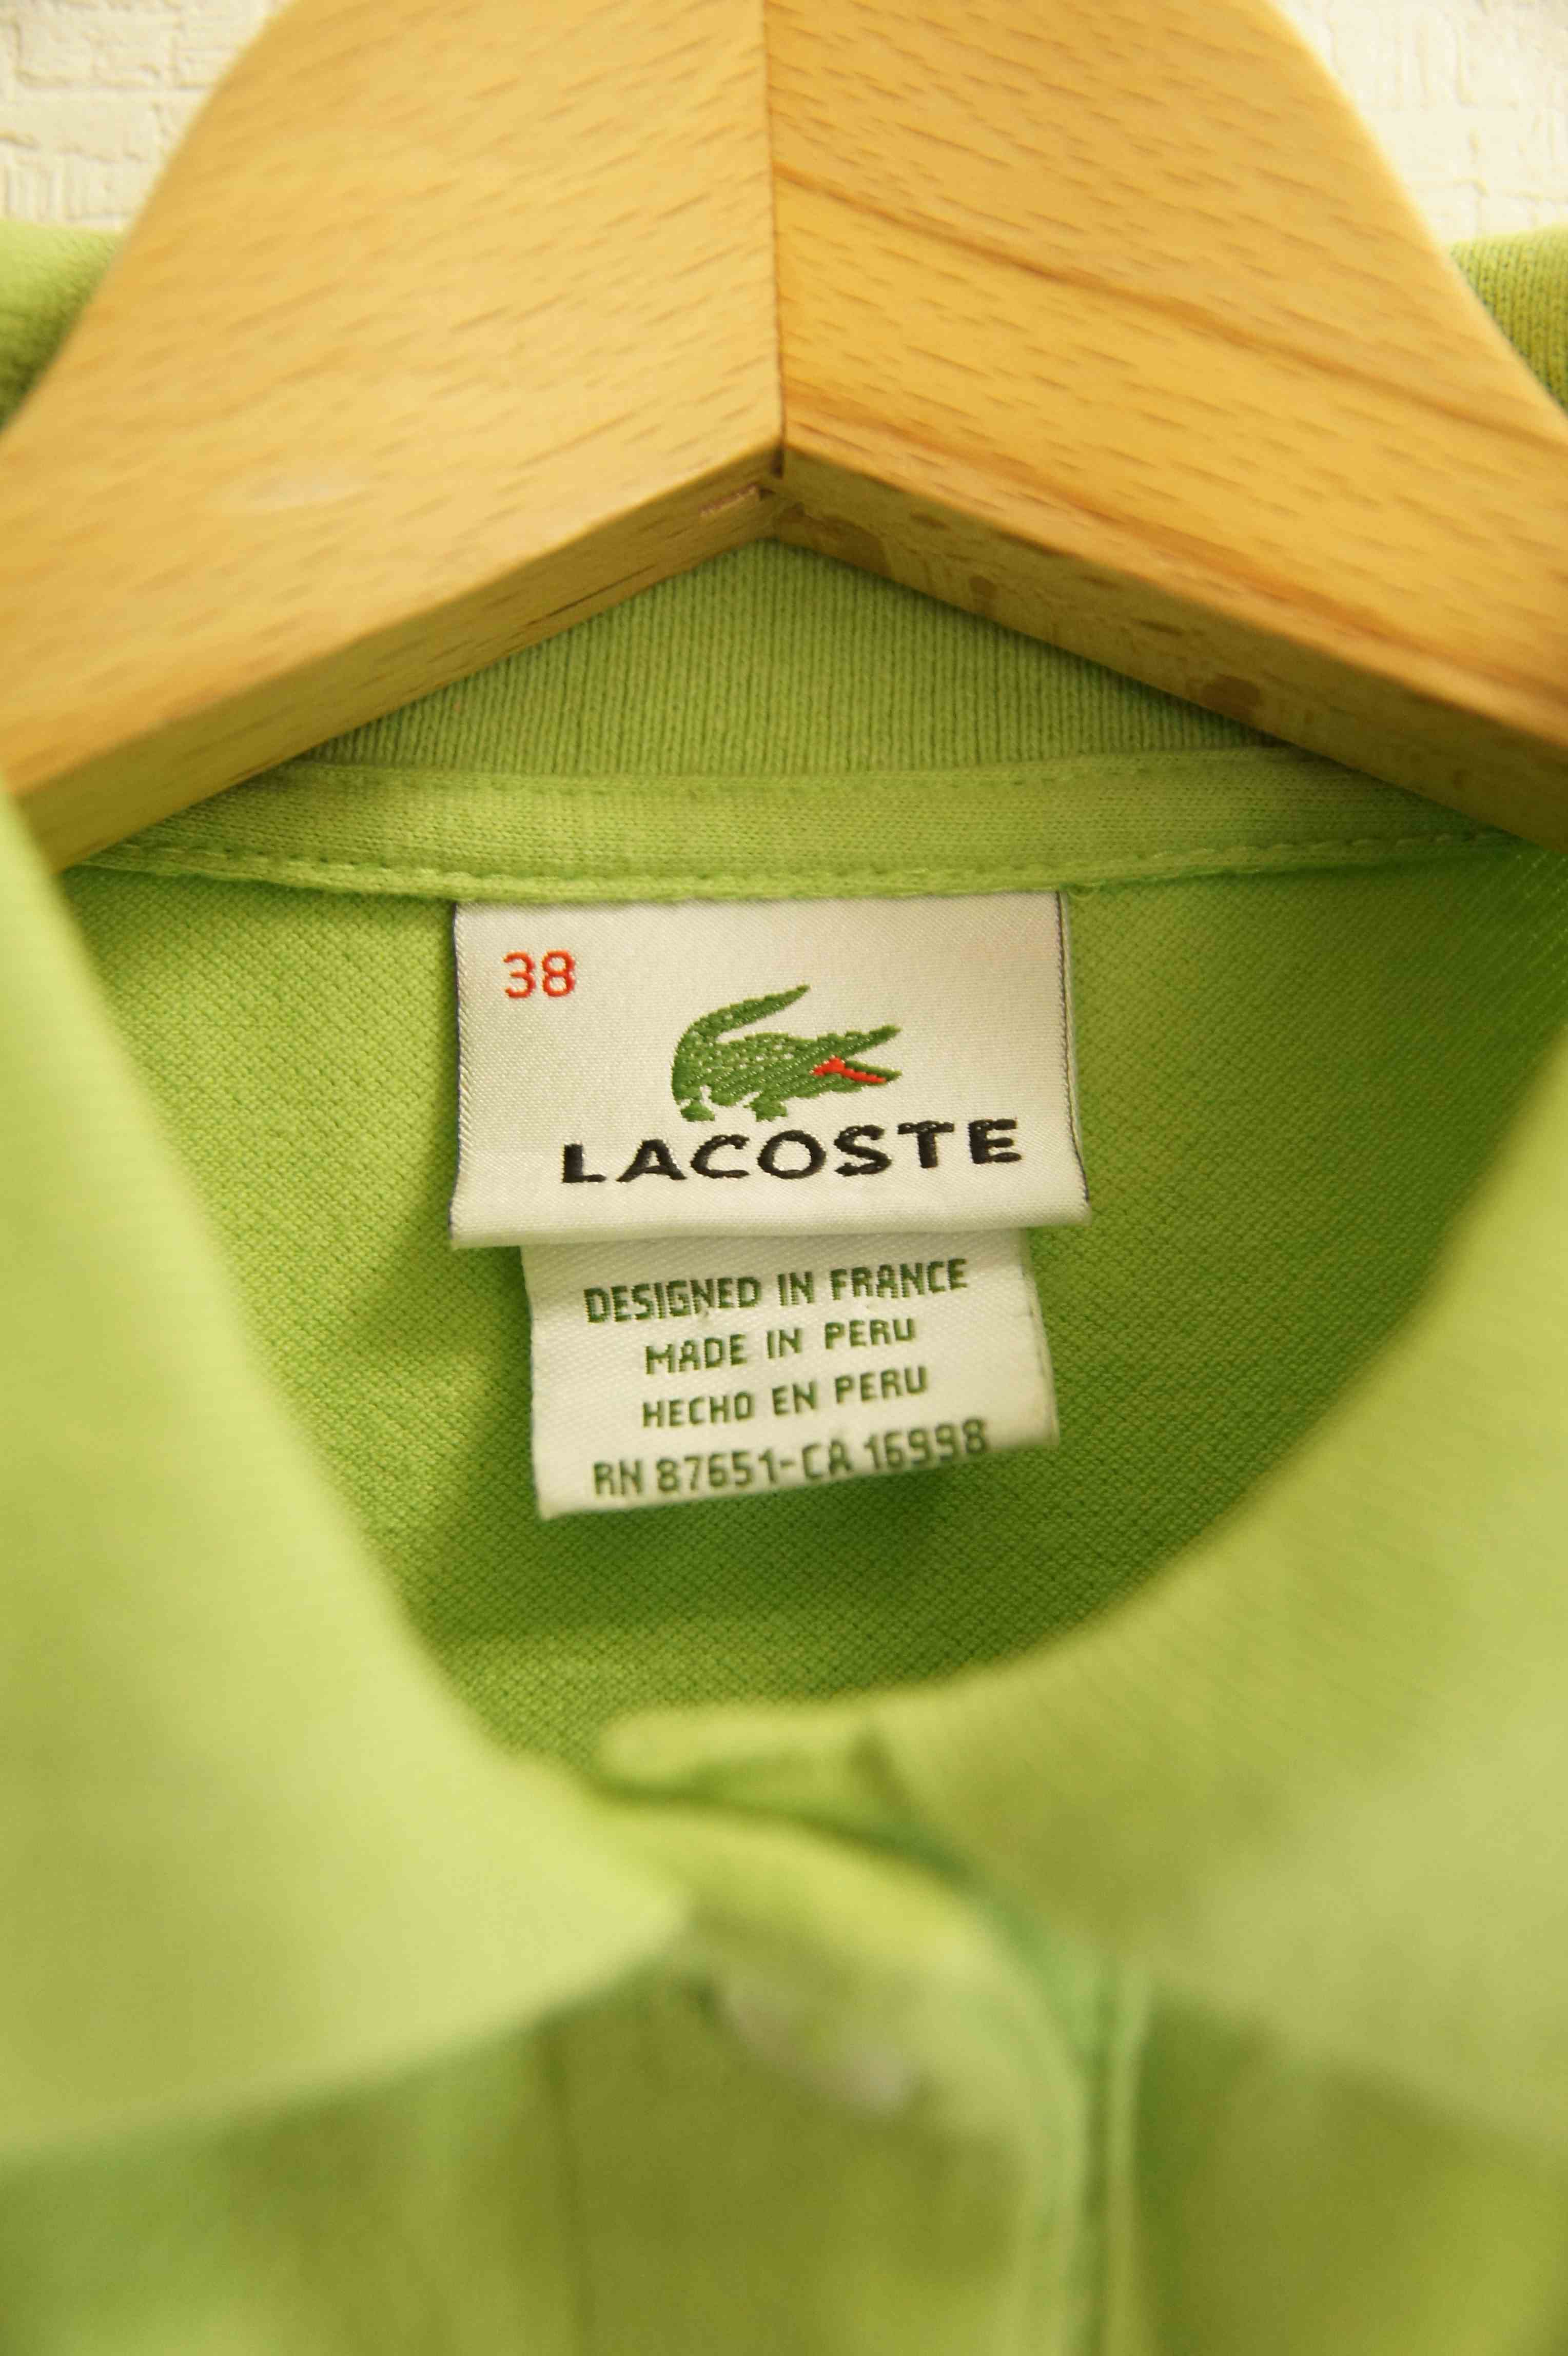 38
LACOSTE
DESIGNED IN FRANCE
MADE IN PERU
HECHO EN PERU
RN 87651-CA 16998